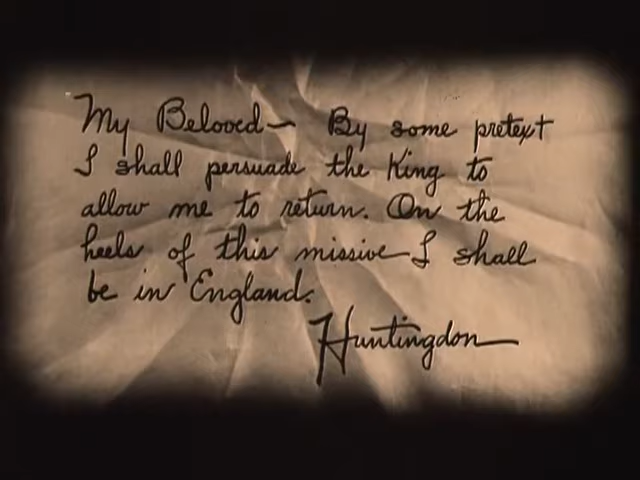 My Beloved— By some pretext
I shall persuade the King to
allow me to return. On the
heels of this missive I shall
be in England.
Huntingdon